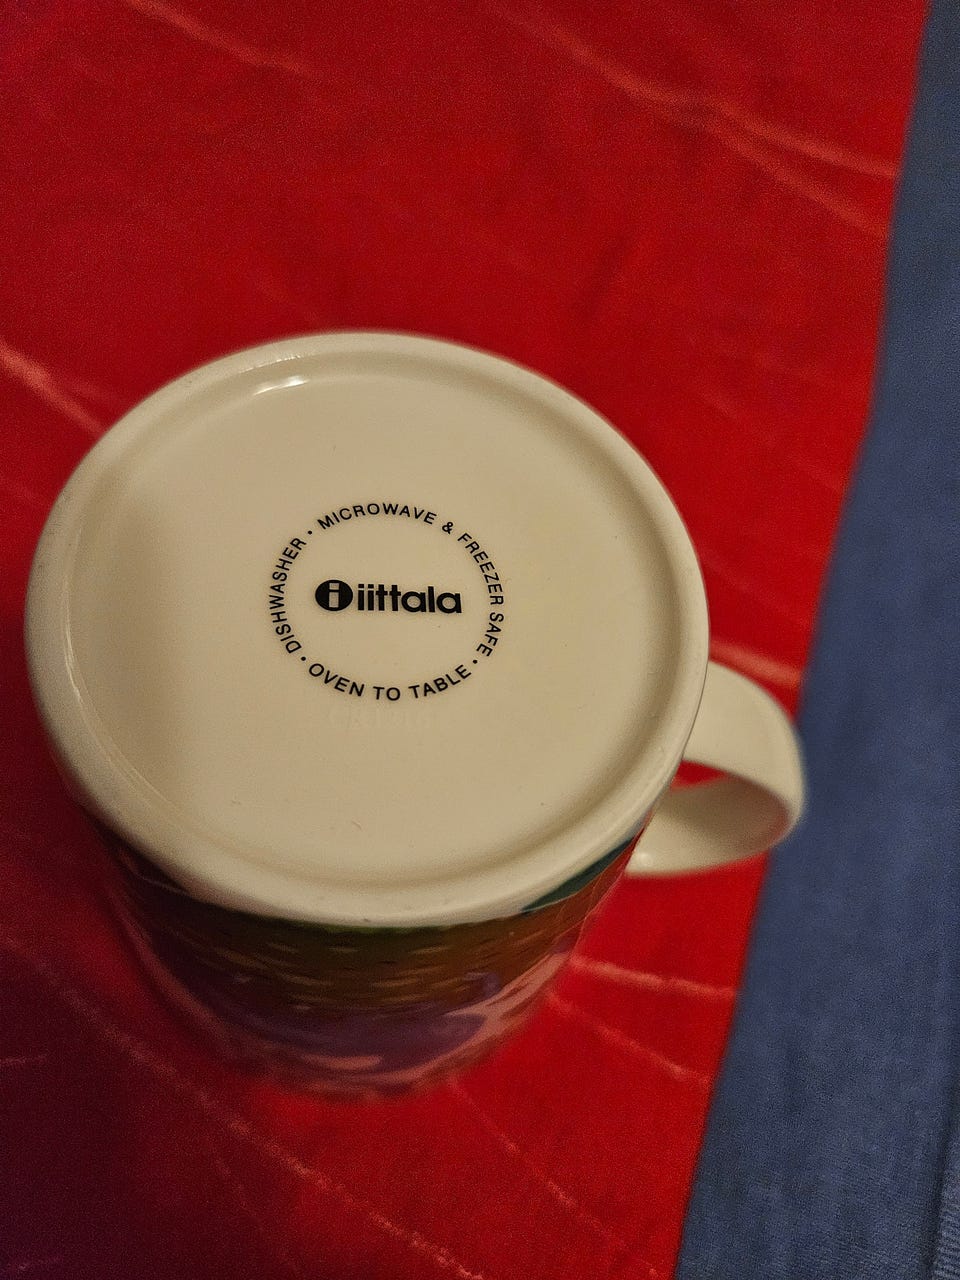 DISHWASHER • MICROWAVE & FREEZER SAFE • OVEN TO TABLE •
i iittala